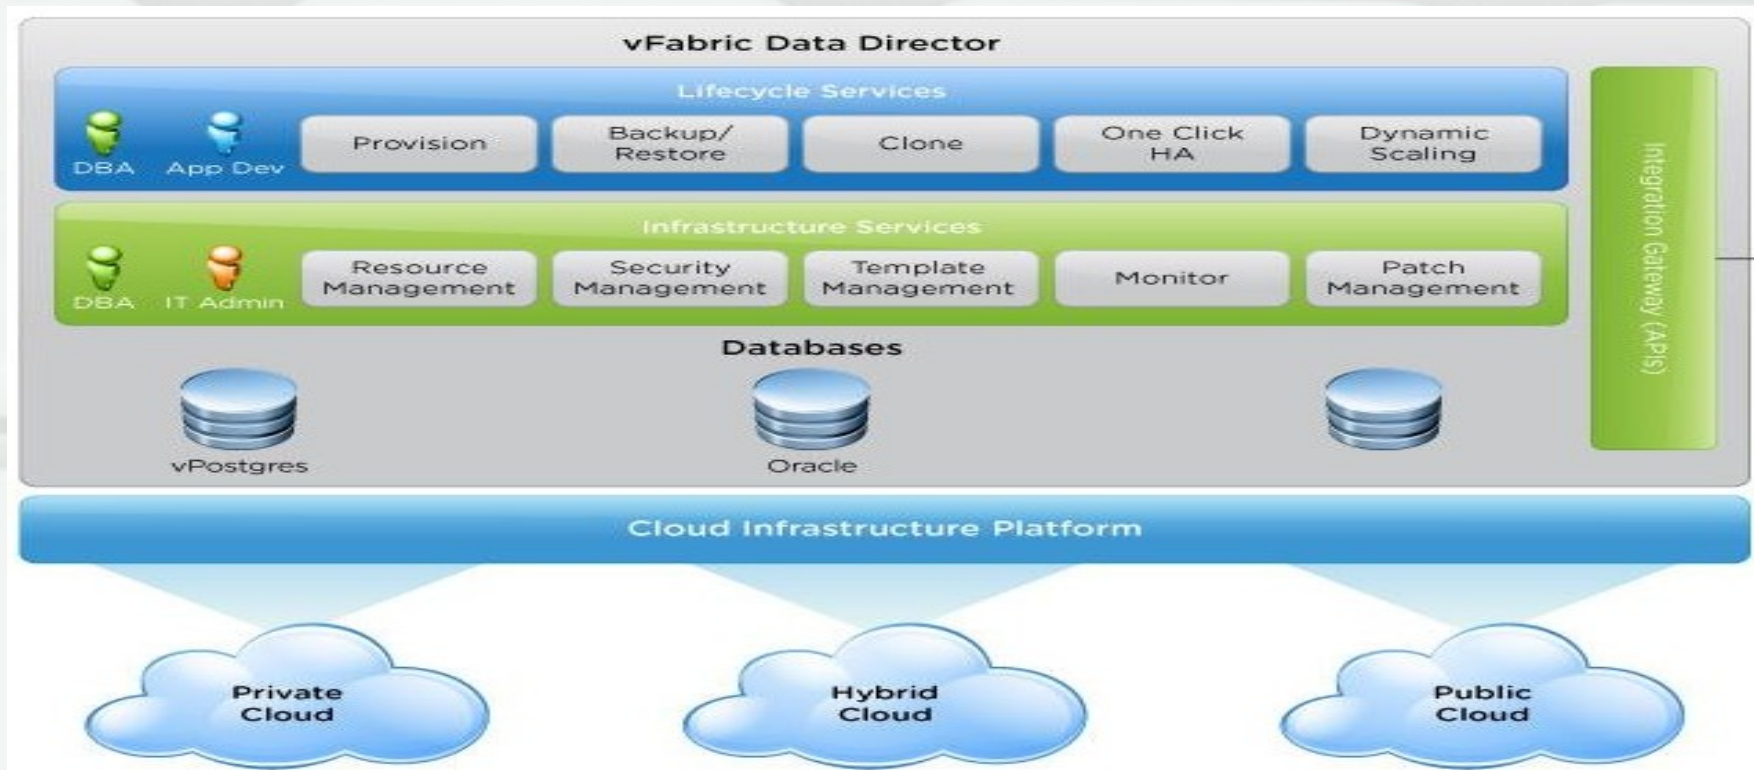 vFabric Data Director
Lifecycle Services
DBA
App Dev
Provision
Backup/
Restore
Clone
One Click
HA
Dynamic
Scaling
Infrastructure Services
DBA
IT Admin
Resource
Management
Security
Management
Template
Management
Monitor
Patch
Management
Integration Gateway (APIs)
Databases
vPostgres
Oracle
Cloud Infrastructure Platform
Private
Cloud
Hybrid
Cloud
Public
Cloud